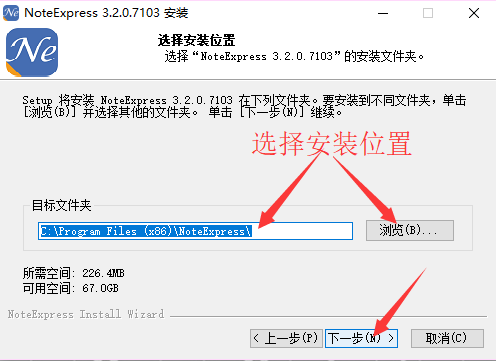 NoteExpress 3.2.0.7103 安装
Ne
选择安装位置
选择“NoteExpress 3.2.0.7103”的安装文件夹。
Setup 将安装 NoteExpress 3.2.0.7103 在下列文件夹。要安装到不同文件夹，单击
[浏览(B)] 并选择其他的文件夹。 单击 [下一步(N)] 继续。
选择安装位置
目标文件夹
C:\Program Files (x86)\NoteExpress\
浏览(B)...
所需空间: 226.4MB
可用空间: 67.0GB
NoteExpress Install Wizard
< 上一步(P) 下一步(N) > 取消(C)